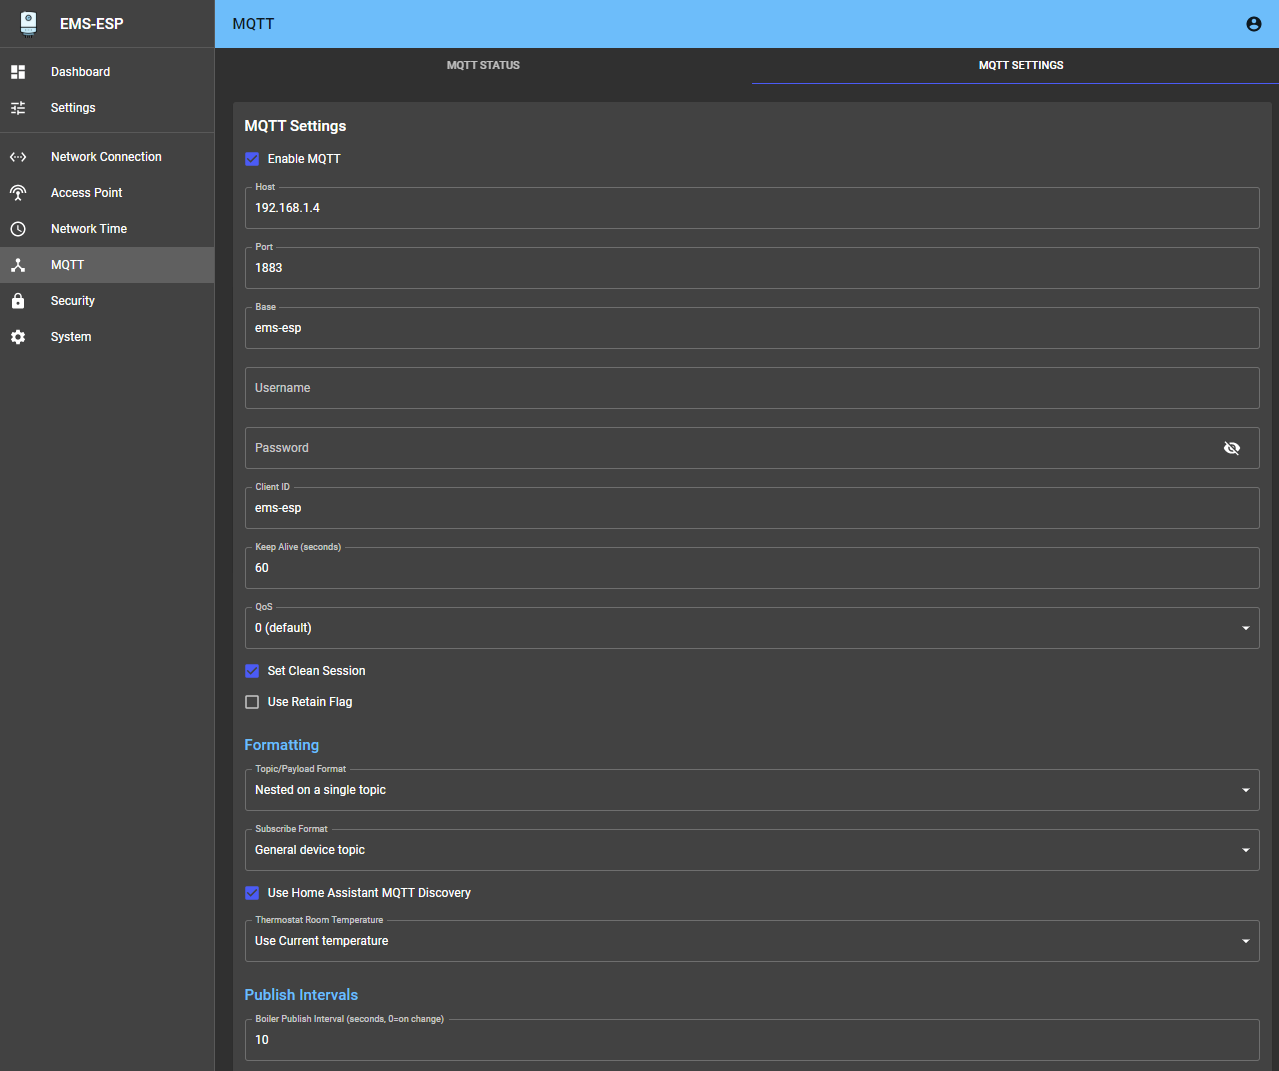 EMS-ESP
MQTT
Dashboard
Settings
Network Connection
Access Point
Network Time
MQTT
Security
System
MQTT STATUS
MQTT SETTINGS
MQTT Settings
Enable MQTT
Host
192.168.1.4
Port
1883
Base
ems-esp
Username
Password
Client ID
ems-esp
Keep Alive (seconds)
60
QoS
0 (default)
Set Clean Session
Use Retain Flag
Formatting
Topic/Payload Format
Nested on a single topic
Subscribe Format
General device topic
Use Home Assistant MQTT Discovery
Thermostat Room Temperature
Use Current temperature
Publish Intervals
Boiler Publish Interval (seconds, 0=on change)
10